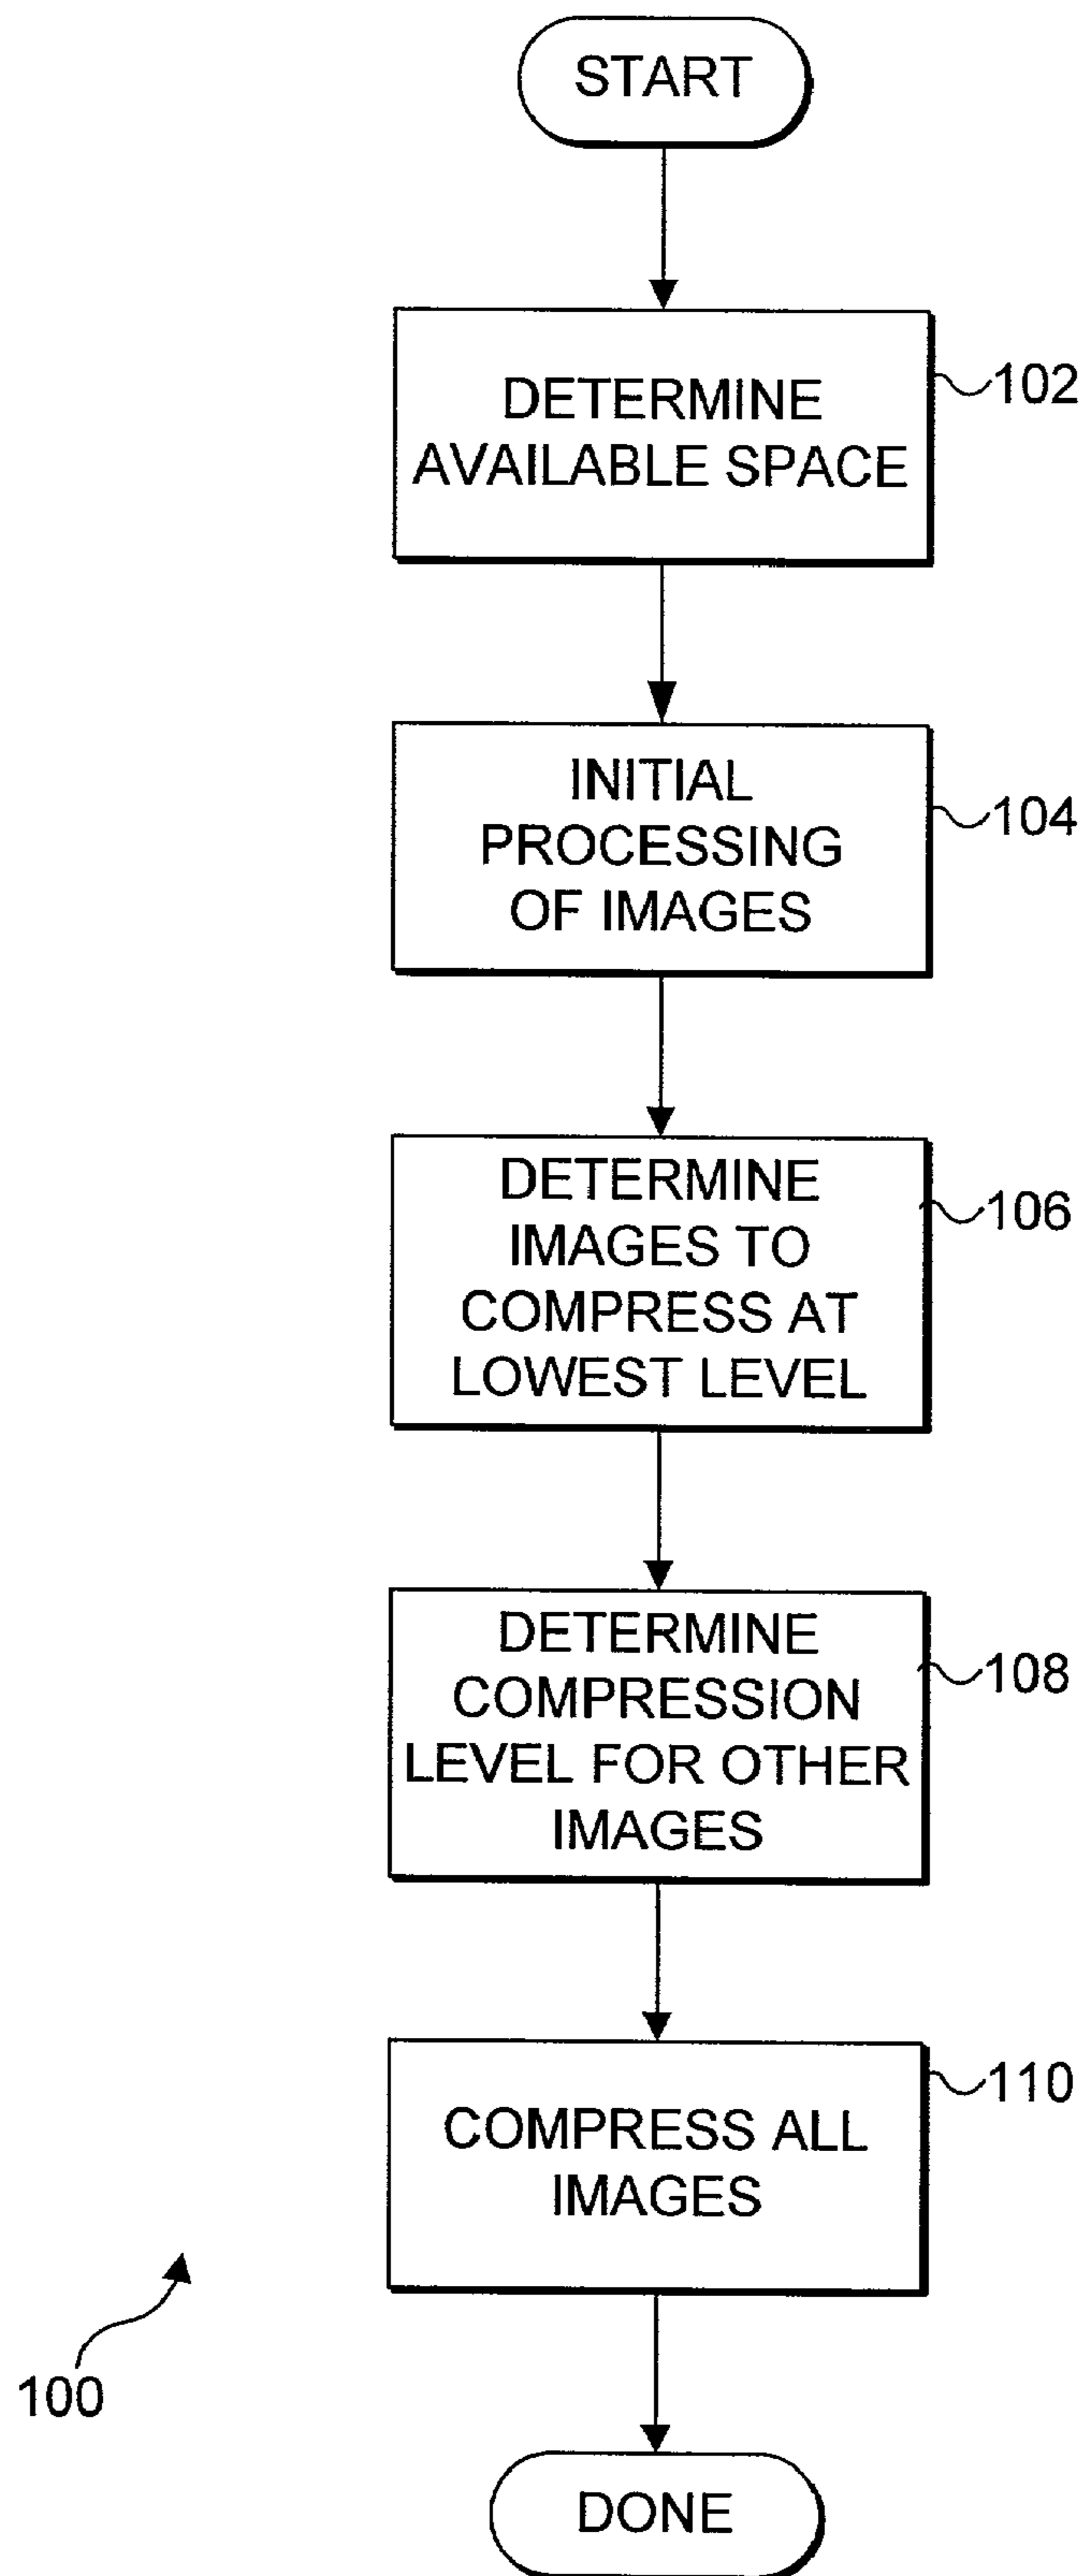 START
DETERMINE
AVAILABLE SPACE
102
INITIAL
PROCESSING
OF IMAGES
104
DETERMINE
IMAGES TO
COMPRESS AT
LOWEST LEVEL
106
DETERMINE
COMPRESSION
LEVEL FOR OTHER
IMAGES
108
COMPRESS ALL
IMAGES
110
100
DONE